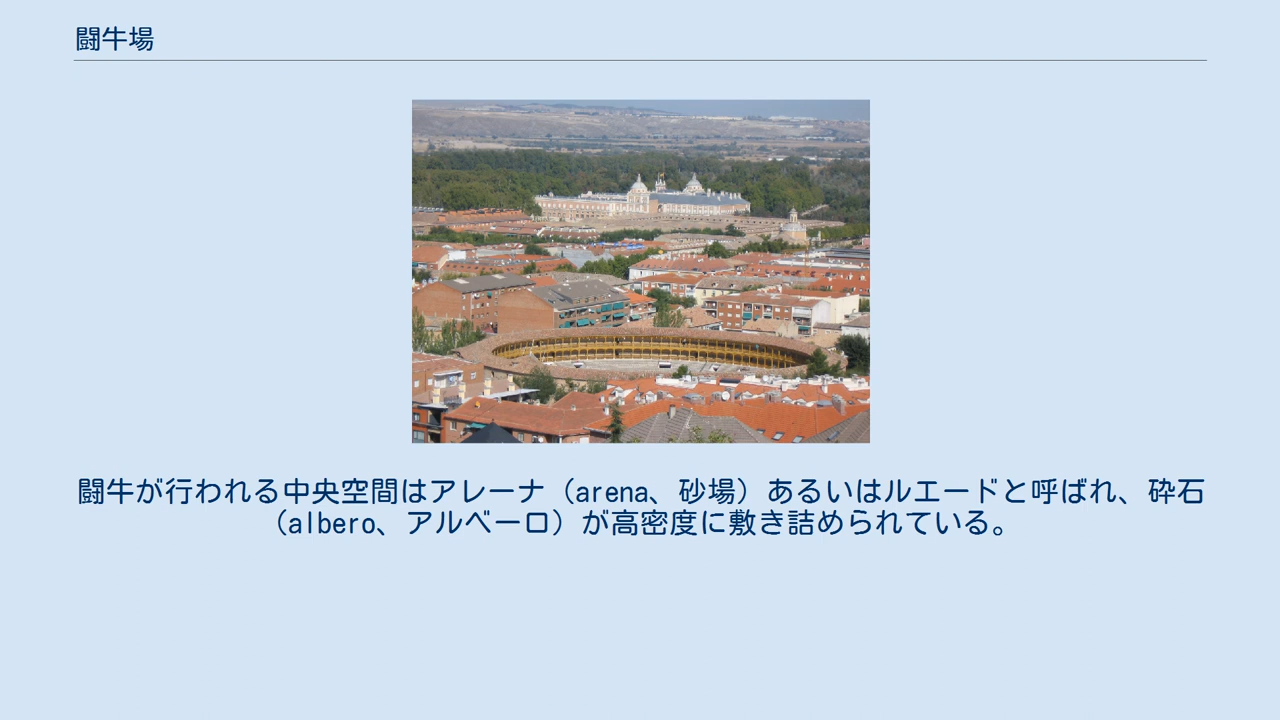 闘牛場
闘牛が行われる中央空間はアレーナ（arena、砂場）あるいはルエードと呼ばれ、砕石
（albero、アルベーロ）が高密度に敷き詰められている。